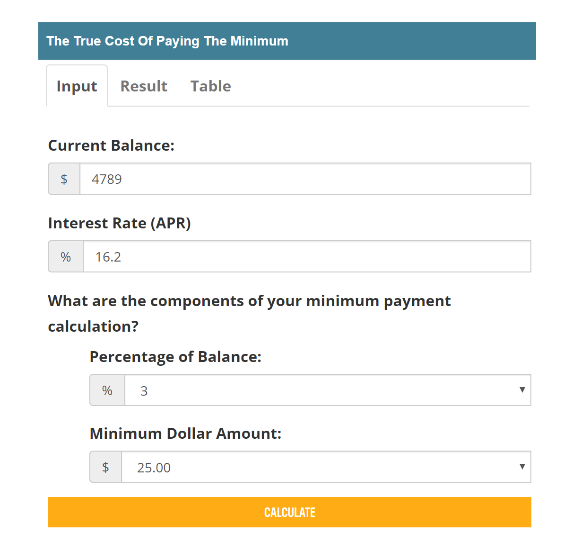 The True Cost Of Paying The Minimum
Input Result Table
Current Balance:
$ 4789
Interest Rate (APR)
% 16.2
What are the components of your minimum payment
calculation?
Percentage of Balance:
% 3
Minimum Dollar Amount:
$ 25.00
CALCULATE